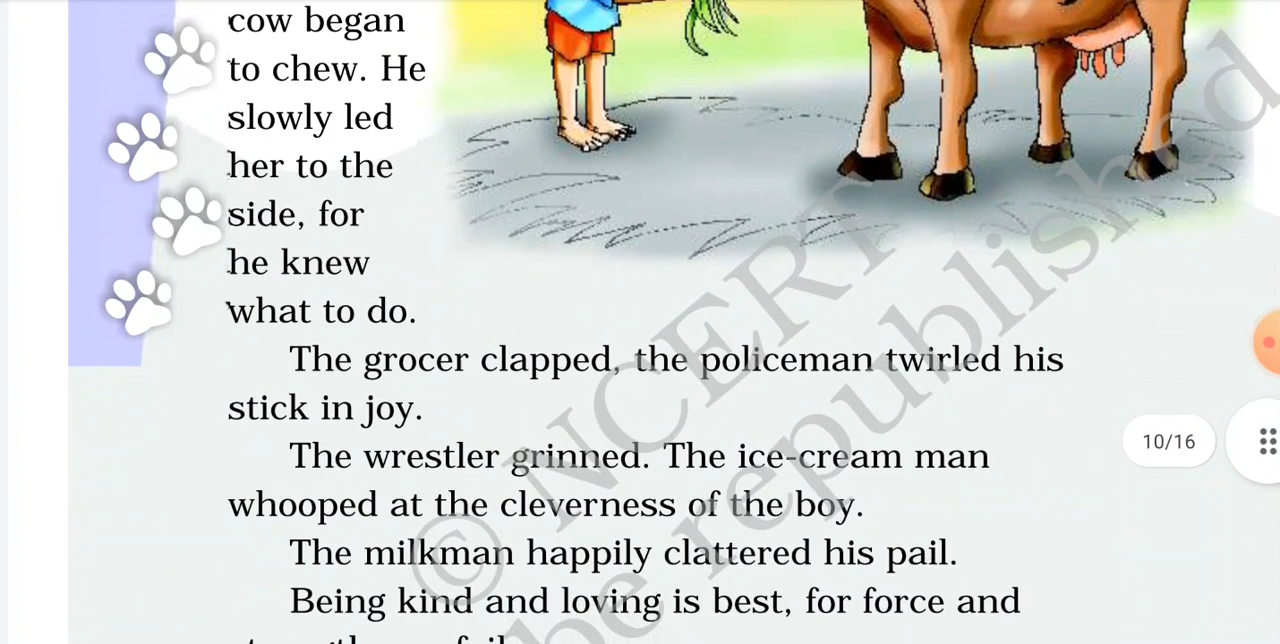 cow began
to chew. He
slowly led
her to the
side, for
he knew
what to do.
The grocer clapped, the policeman twirled his
stick in joy.
The wrestler grinned. The ice-cream man
whooped at the cleverness of the boy.
The milkman happily clattered his pail.
Being kind and loving is best, for force and
10/16
© NCERT
be republished